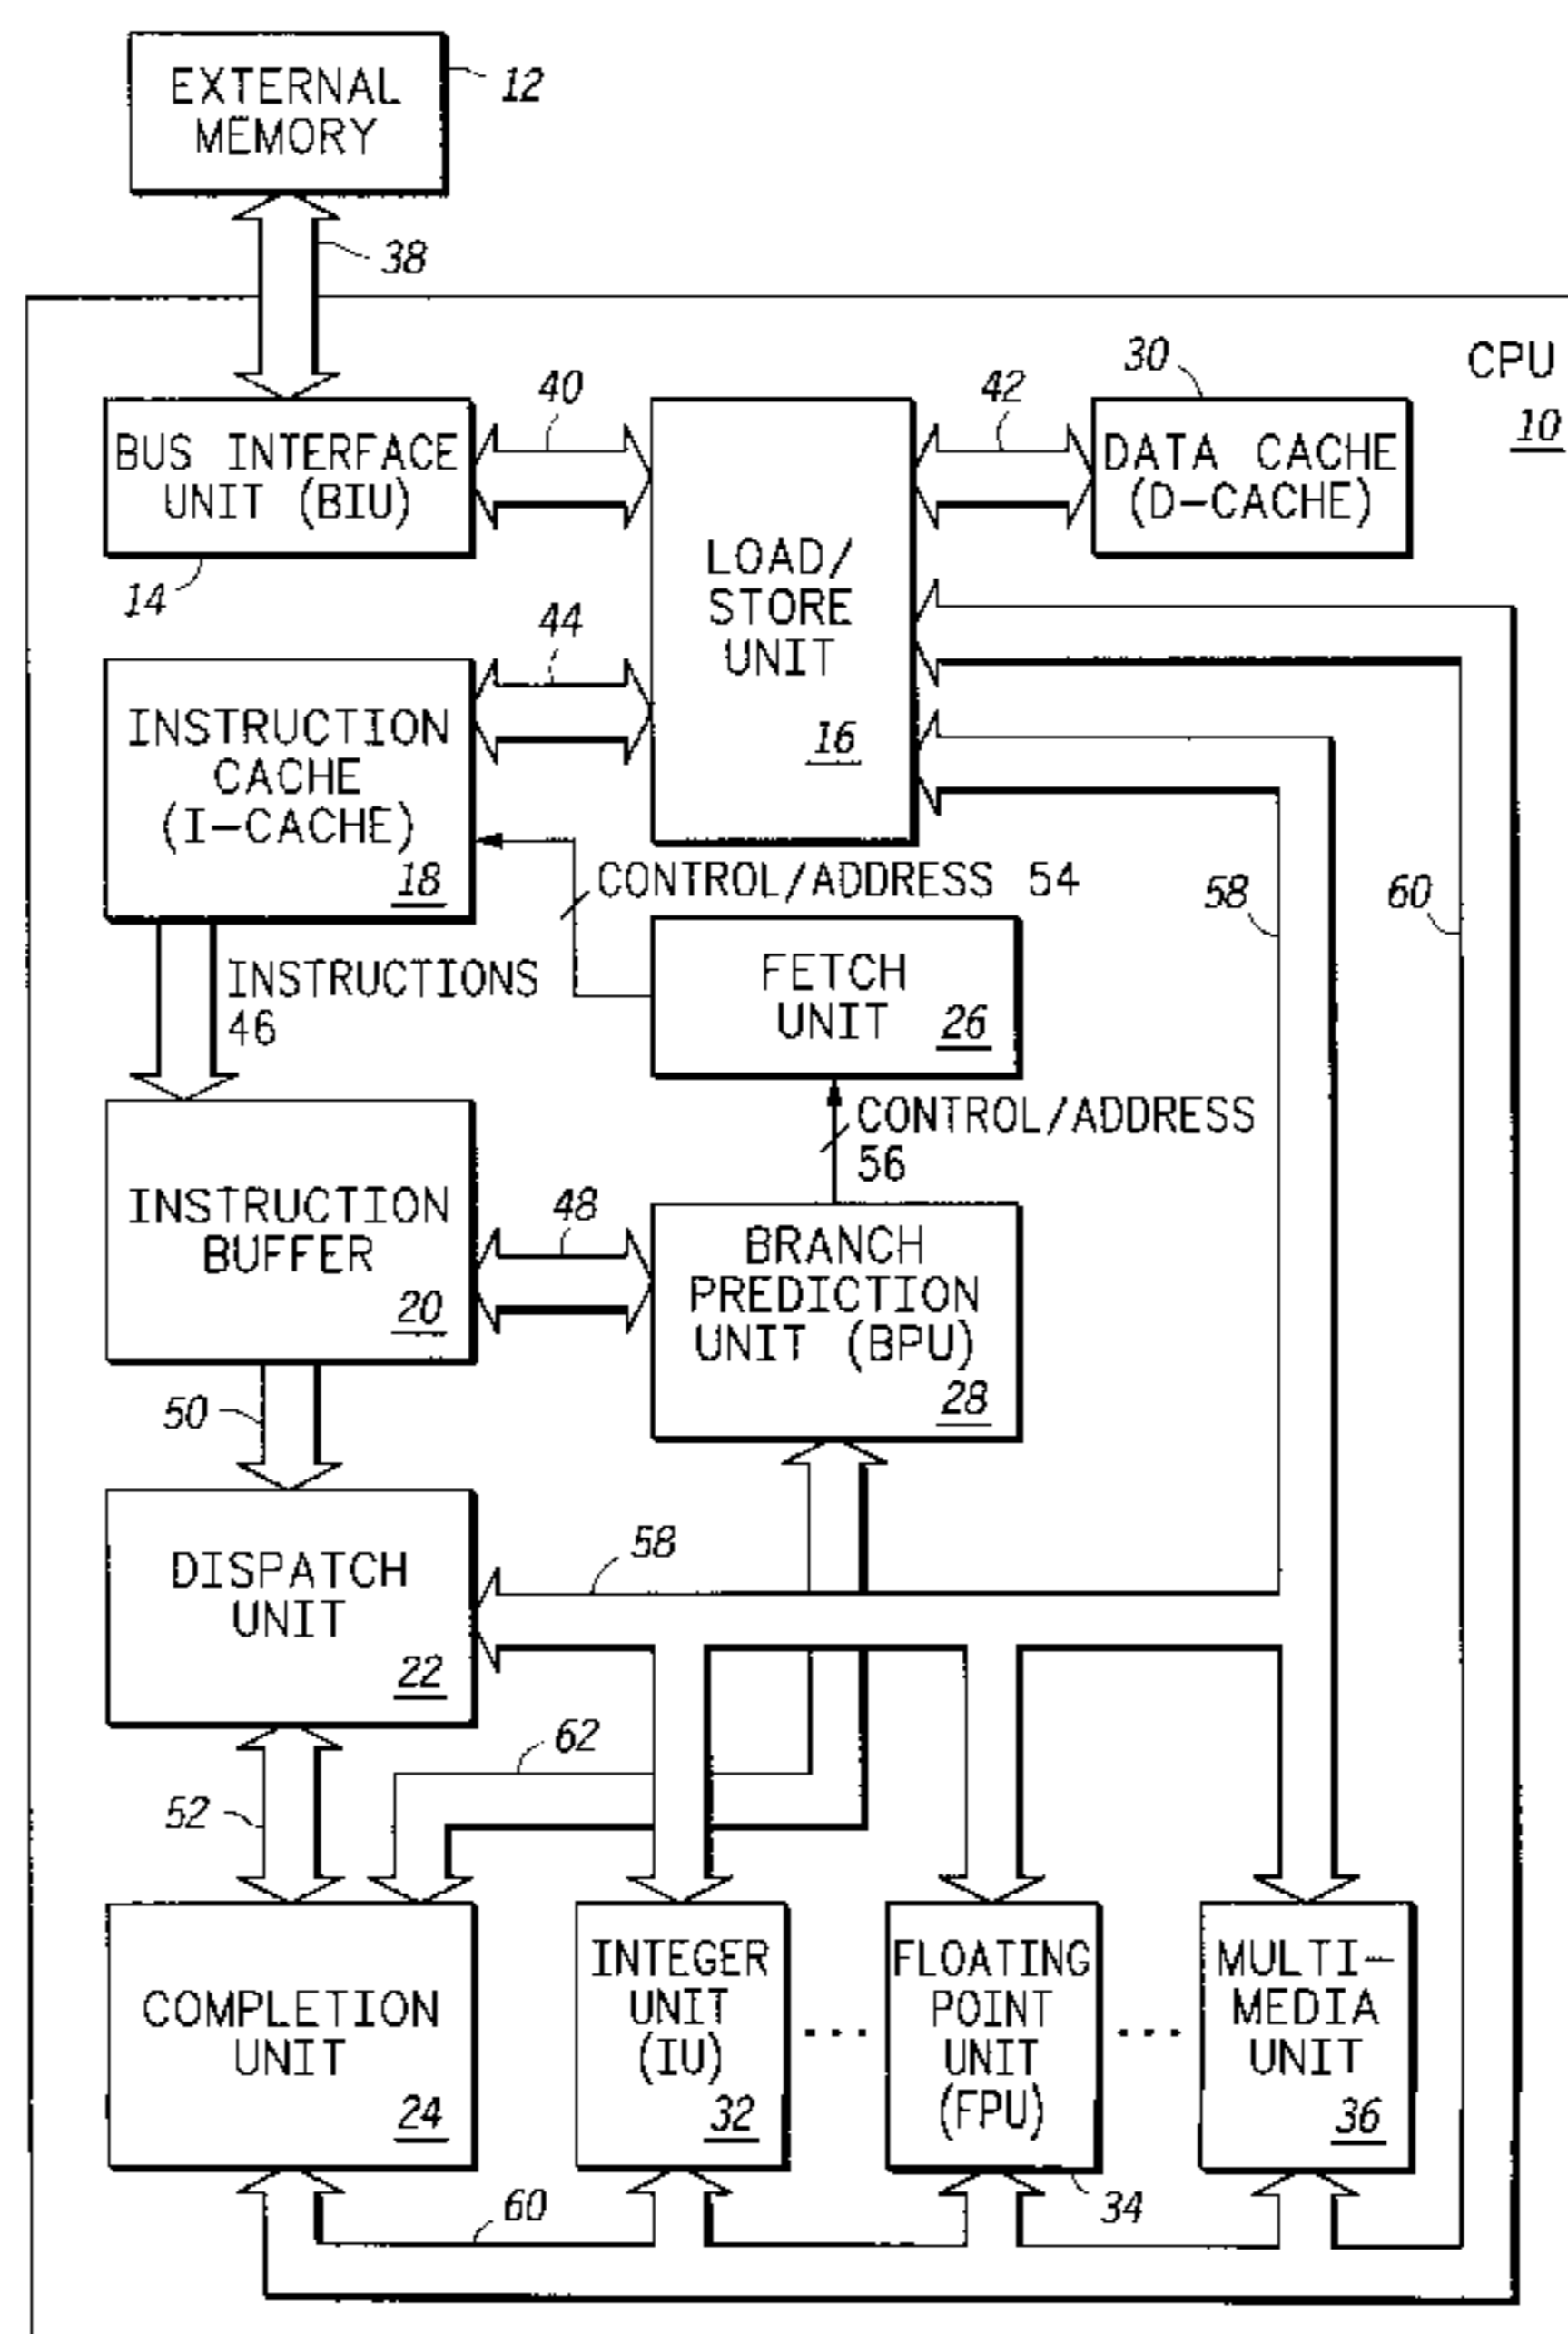 EXTERNAL
MEMORY
12
38
CPU
10
BUS INTERFACE
UNIT (BIU)
14
40
LOAD/
STORE
UNIT
16
42
30
DATA CACHE
(D-CACHE)
44
INSTRUCTION
CACHE
(I-CACHE)
18
CONTROL/ADDRESS 54
58
60
INSTRUCTIONS
46
FETCH
UNIT
26
CONTROL/ADDRESS
56
INSTRUCTION
BUFFER
20
48
BRANCH
PREDICTION
UNIT (BPU)
28
50
DISPATCH
UNIT
22
58
62
52
COMPLETION
UNIT
24
INTEGER
UNIT
(IU)
32
...
FLOATING
POINT
UNIT
(FPU)
34
...
MULTI-
MEDIA
UNIT
36
60